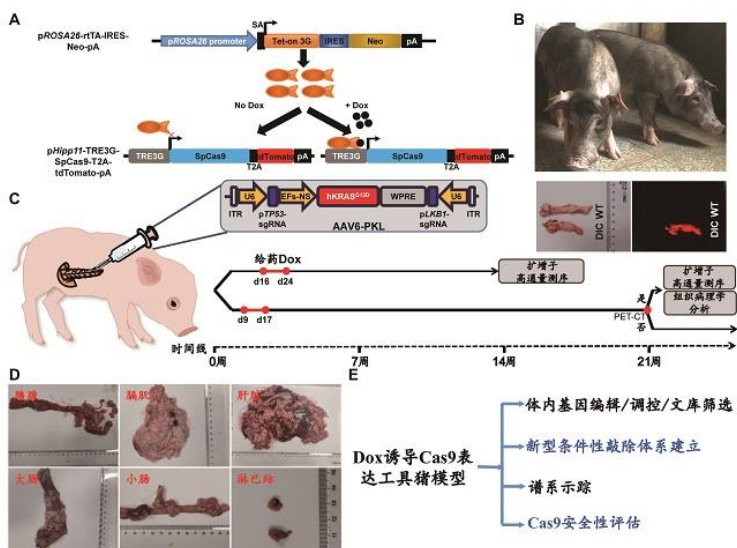 A
pROSA26-rtTA-IRES-
Neo-pA
pROSA26 promoter
SA
Tet-on 3G
IRES
Neo
pA
No Dox
+ Dox
pHipp11-TRE3G-
SpCas9-T2A-
tdTomato-pA
TRE3G
SpCas9
T2A
tdTomato
pA
TRE3G
SpCas9
T2A
tdTomato
pA
B
DIC WT
DIC WT
C
U6
EFs-NS
hKRASG12D
WPRE
U6
ITR
pTP53-
sgRNA
pLKB1-
sgRNA
ITR
AAV6-PKL
给药Dox
d16
d24
扩增子
高通量测序
d9
d17
是
PET-CT
否
扩增子
高通量测序
组织病理学
分析
时间线
0周
7周
14周
21周
D
胰腺
膈肌
肝脏
大肠
小肠
淋巴结
E
Dox诱导Cas9表
达工具猪模型
体内基因编辑/调控/文库筛选
新型条件性敲除体系建立
谱系示踪
Cas9安全性评估